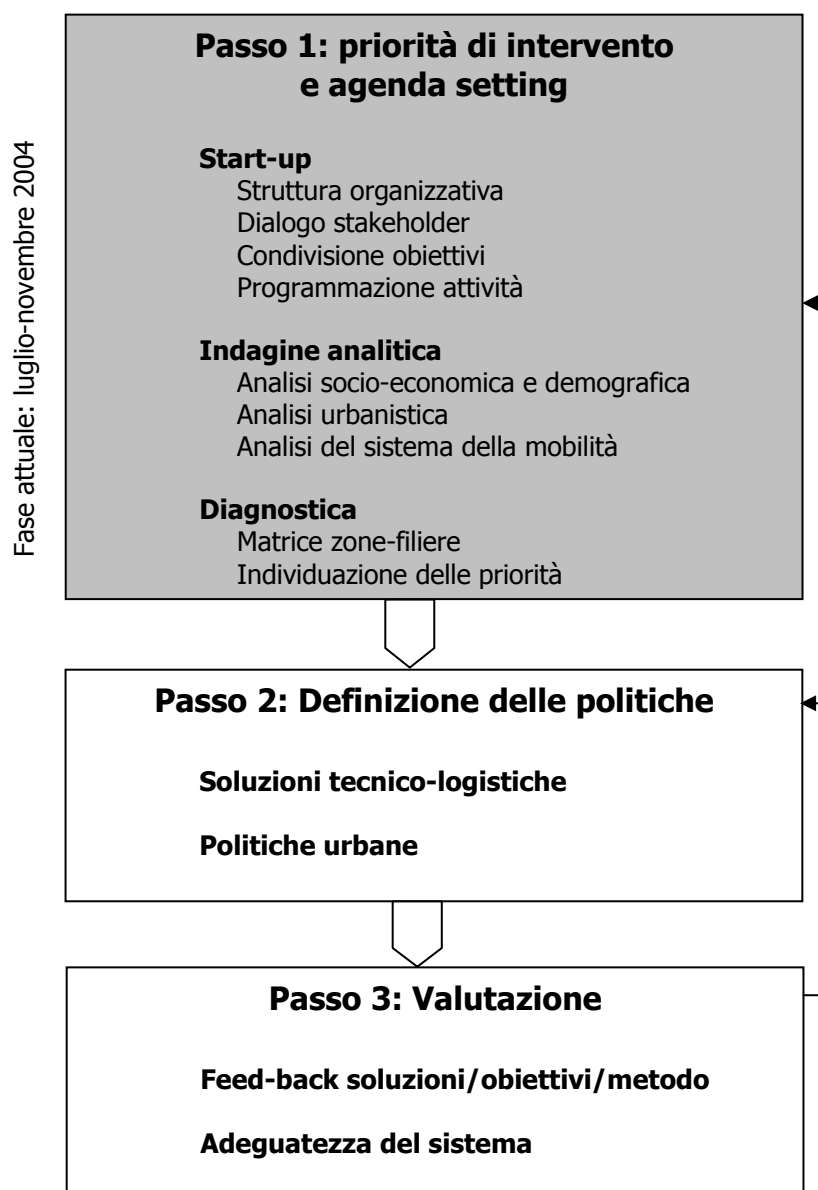 Fase attuale: luglio-novembre 2004
Passo 1: priorità di intervento
e agenda setting
Start-up
Struttura organizzativa
Dialogo stakeholder
Condivisione obiettivi
Programmazione attività
Indagine analitica
Analisi socio-economica e demografica
Analisi urbanistica
Analisi del sistema della mobilità
Diagnostica
Matrice zone-filiere
Individuazione delle priorità
Passo 2: Definizione delle politiche
Soluzioni tecnico-logistiche
Politiche urbane
Passo 3: Valutazione
Feed-back soluzioni/obiettivi/metodo
Adeguatezza del sistema